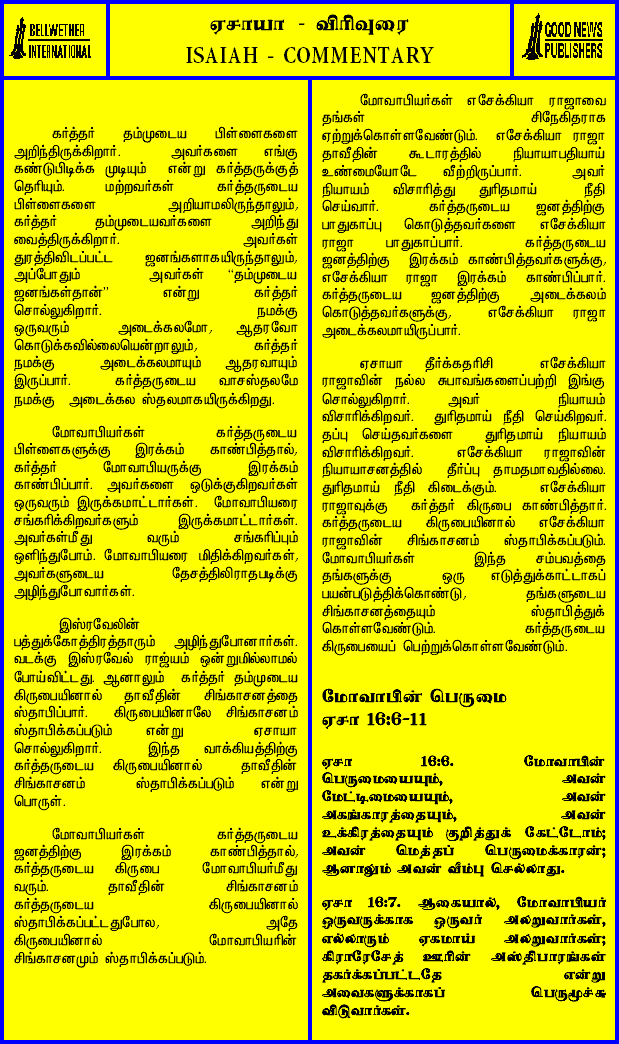 BELLWETHER
INTERNATIONAL
ஏசாயா - விரிவுரை
ISAIAH - COMMENTARY
GOOD NEWS
PUBLISHERS
கர்த்தர் தம்முடைய பிள்ளைகளை
அறிந்திருக்கிறார். அவர்களை எங்கு
கண்டுபிடிக்க முடியும் என்று கர்த்தருக்குத்
தெரியும். மற்றவர்கள் கர்த்தருடைய
பிள்ளைகளை அறியாமலிருந்தாலும்,
கர்த்தர் தம்முடையவர்களை அறிந்து
வைத்திருக்கிறார். அவர்கள்
துரத்திவிடப்பட்ட ஜனங்களாகயிருந்தாலும்,
அப்போதும் அவர்கள் “தம்முடைய
ஜனங்கள்தான்” என்று கர்த்தர்
சொல்லுகிறார். நமக்கு
ஒருவரும் அடைக்கலமோ, ஆதரவோ
கொடுக்கவில்லையென்றாலும், கர்த்தர்
நமக்கு அடைக்கலமாயும் ஆதரவாயும்
இருப்பார். கர்த்தருடைய வாசஸ்தலமே
நமக்கு அடைக்கல ஸ்தலமாகயிருக்கிறது.
மோவாபியர்கள் கர்த்தருடைய
பிள்ளைகளுக்கு இரக்கம் காண்பித்தால்,
கர்த்தர் மோவாபியருக்கு இரக்கம்
காண்பிப்பார். அவர்களை ஒடுக்குகிறவர்கள்
ஒருவரும் இருக்கமாட்டார்கள். மோவாபியரை
சங்கரிக்கிறவர்களும் இருக்கமாட்டார்கள்.
அவர்கள்மீது வரும் சங்கரிப்பும்
ஒளிந்துபோம். மோவாபியரை மிதிக்கிறவர்கள்,
அவர்களுடைய தேசத்திலிராதபடிக்கு
அழிந்துபோவார்கள்.
இஸ்ரவேலின்
பத்துக்கோத்திரத்தாரும் அழிந்துபோனார்கள்.
வடக்கு இஸ்ரவேல் ராஜ்யம் ஒன்றுமில்லாமல்
போய்விட்டது. ஆனாலும் கர்த்தர் தம்முடைய
கிருபையினால் தாவீதின் சிங்காசனத்தை
ஸ்தாபிப்பார். கிருபையினாலே சிங்காசனம்
ஸ்தாபிக்கப்படும் என்று ஏசாயா
சொல்லுகிறார். இந்த வாக்கியத்திற்கு
கர்த்தருடைய கிருபையினால் தாவீதின்
சிங்காசனம் ஸ்தாபிக்கப்படும் என்று
பொருள்.
மோவாபியர்கள் கர்த்தருடைய
ஜனத்திற்கு இரக்கம் காண்பித்தால்,
கர்த்தருடைய கிருபை மோவாபியர்மீது
வரும். தாவீதின் சிங்காசனம்
கர்த்தருடைய கிருபையினால்
ஸ்தாபிக்கப்பட்டதுபோல, அதே
கிருபையினால் மோவாபியரின்
சிங்காசனமும் ஸ்தாபிக்கப்படும்.
மோவாபியர்கள் எசேக்கியா ராஜாவை
தங்கள் சிநேகிதராக
ஏற்றுக்கொள்ளவேண்டும். எசேக்கியா ராஜா
தாவீதின் கூடாரத்தில் நியாயாபதியாய்
உண்மையோடே வீற்றிருப்பார். அவர்
நியாயம் விசாரித்து துரிதமாய் நீதி
செய்வார். கர்த்தருடைய ஜனத்திற்கு
பாதுகாப்பு கொடுத்தவர்களை எசேக்கியா
ராஜா பாதுகாப்பார். கர்த்தருடைய
ஜனத்திற்கு இரக்கம் காண்பித்தவர்களுக்கு,
எசேக்கியா ராஜா இரக்கம் காண்பிப்பார்.
கர்த்தருடைய ஜனத்திற்கு அடைக்கலம்
கொடுத்தவர்களுக்கு, எசேக்கியா ராஜா
அடைக்கலமாயிருப்பார்.
ஏசாயா தீர்க்கதரிசி எசேக்கியா
ராஜாவின் நல்ல சுபாவங்களைப்பற்றி இங்கு
சொல்லுகிறார். அவர் நியாயம்
விசாரிக்கிறவர். துரிதமாய் நீதி செய்கிறவர்.
தப்பு செய்தவர்களை துரிதமாய் நியாயம்
விசாரிக்கிறவர். எசேக்கியா ராஜாவின்
நியாயாசனத்தில் தீர்ப்பு தாமதமாவதில்லை.
துரிதமாய் நீதி கிடைக்கும். எசேக்கியா
ராஜாவுக்கு கர்த்தர் கிருபை காண்பித்தார்.
கர்த்தருடைய கிருபையினால் எசேக்கியா
ராஜாவின் சிங்காசனம் ஸ்தாபிக்கப்படும்.
மோவாபியர்கள் இந்த சம்பவத்தை
தங்களுக்கு ஒரு எடுத்துக்காட்டாகப்
பயன்படுத்திக்கொண்டு, தங்களுடைய
சிங்காசனத்தையும் ஸ்தாபித்துக்
கொள்ளவேண்டும். கர்த்தருடைய
கிருபையைப் பெற்றுக்கொள்ளவேண்டும்.
மோவாபின் பெருமை
ஏசா 16:6-11
ஏசா 16:6. மோவாபின்
பெருமையையும், அவன்
மேட்டிமையையும், அவன்
அகங்காரத்தையும், அவன்
உக்கிரத்தையும் குறித்துக் கேட்டோம்;
அவன் மெத்தப் பெருமைக்காரன்;
ஆனாலும் அவன் வீம்பு செல்லாது.
ஏசா 16:7. ஆகையால், மோவாபியர்
ஒருவருக்காக ஒருவர் அலறுவார்கள்,
எல்லாரும் ஏகமாய் அலறுவார்கள்;
கிராரேசேத் ஊரின் அஸ்திபாரங்கள்
தகர்க்கப்பட்டதே என்று
அவைகளுக்காகப் பெருமூச்சு
விடுவார்கள்.